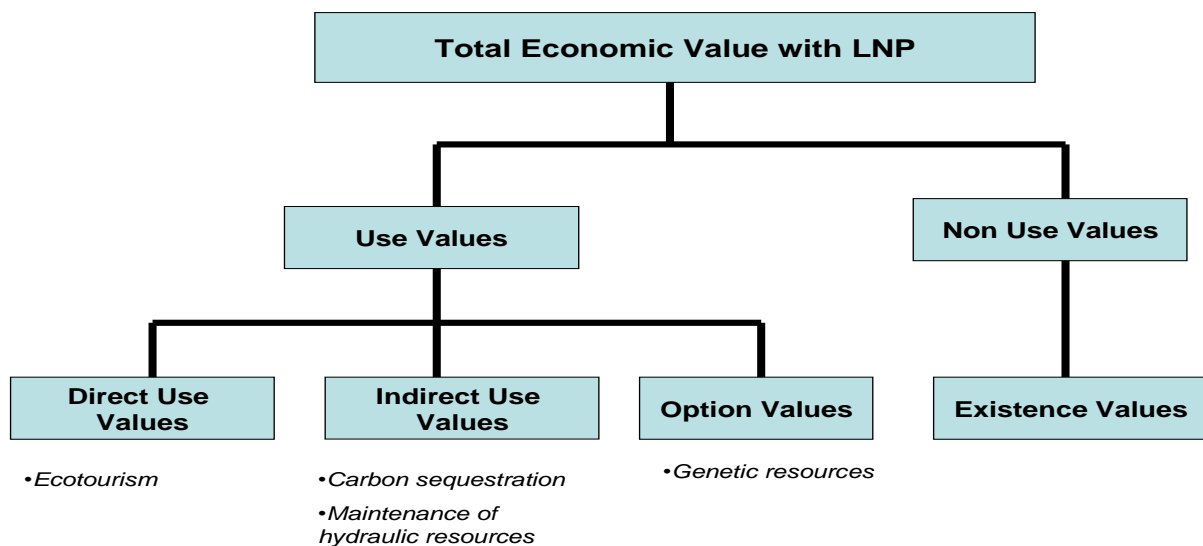 Total Economic Value with LNP
Use Values
Non Use Values
Direct Use
Values
Indirect Use
Values
Option Values
Existence Values
•Ecotourism
•Carbon sequestration
•Maintenance of
hydraulic resources
•Genetic resources